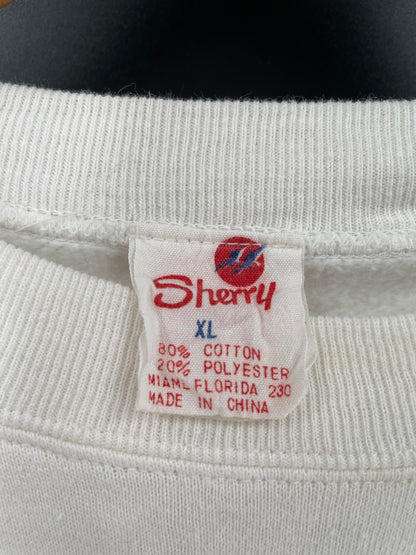 Sherry
XL
80% COTTON
20% POLYESTER
MIAMI FLORIDA 230
MADE IN CHINA